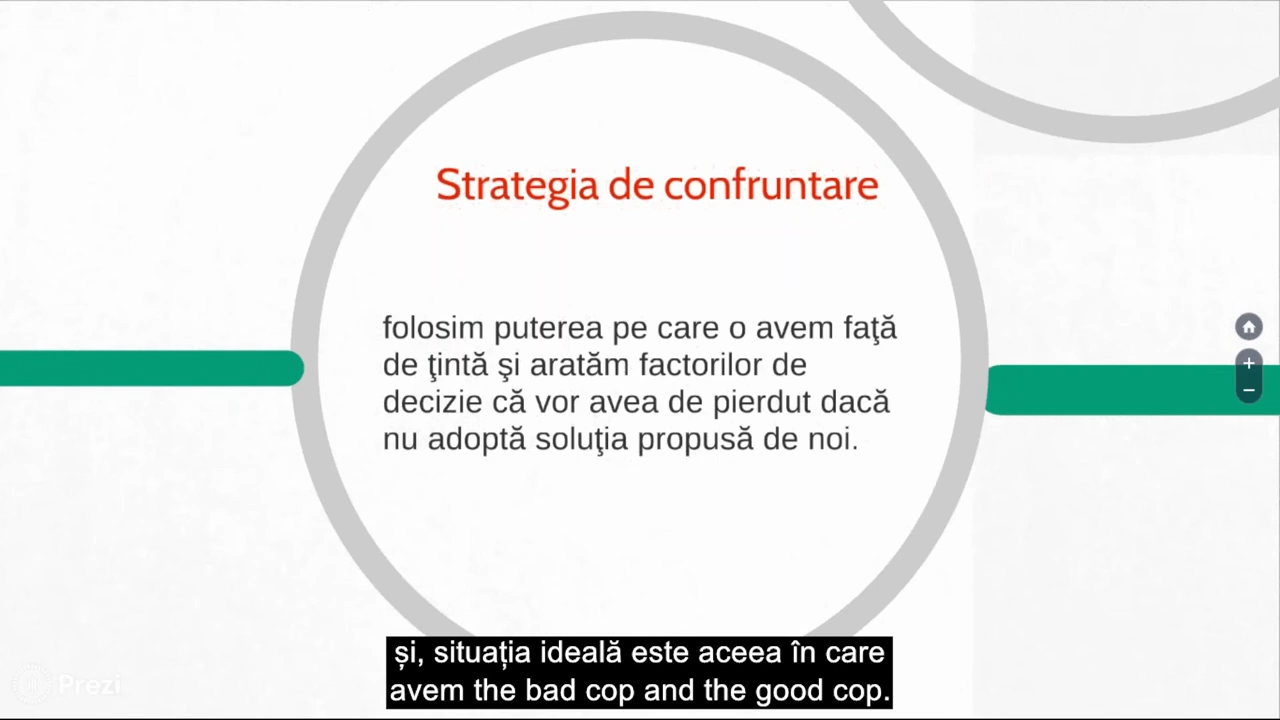 Strategia de confruntare
folosim puterea pe care o avem faţă
de ţintă şi aratăm factorilor de
decizie că vor avea de pierdut dacă
nu adoptă soluţia propusă de noi.
și, situația ideală este aceea în care
avem the bad cop and the good cop.
Prezi